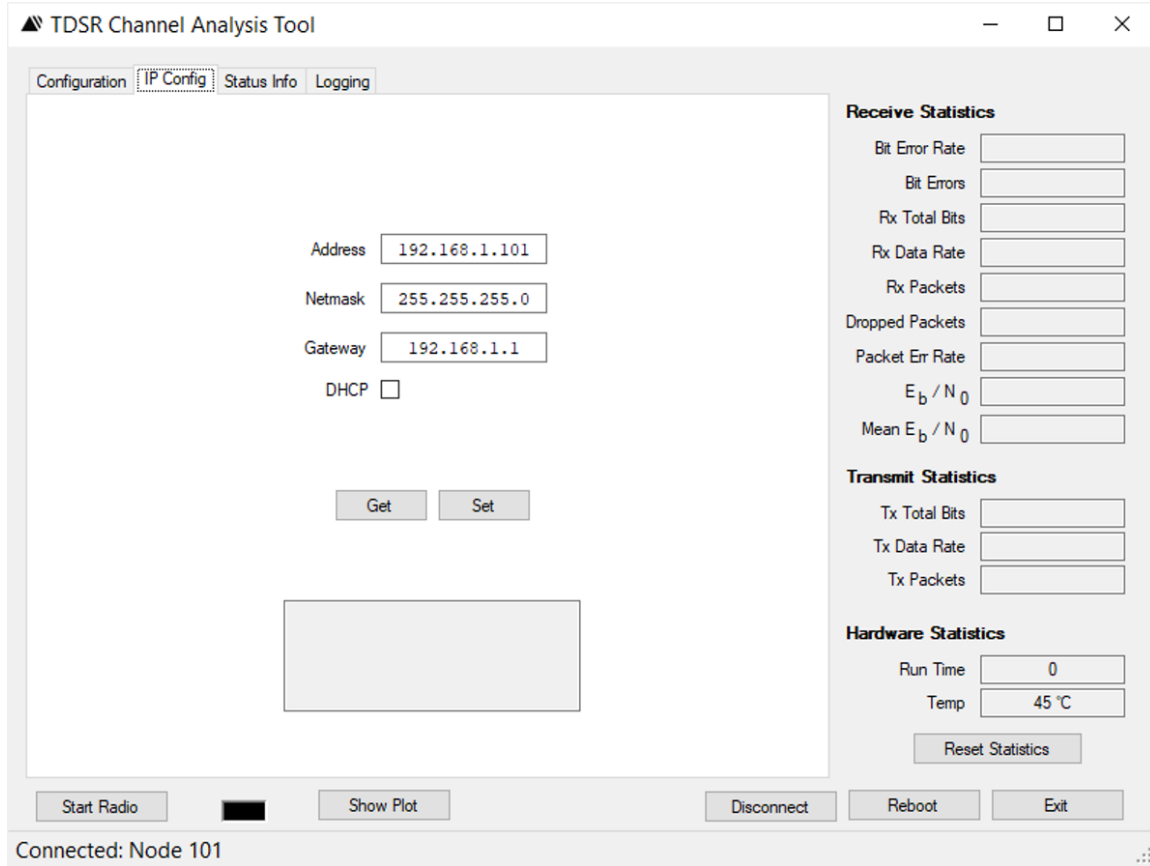 TDSR Channel Analysis Tool
Configuration IP Config Status Info Logging
Address 192.168.1.101
Netmask 255.255.255.0
Gateway 192.168.1.1
DHCP
Get Set
Receive Statistics
Bit Error Rate
Bit Errors
Rx Total Bits
Rx Data Rate
Rx Packets
Dropped Packets
Packet Err Rate
E b / N 0
Mean E b / N 0
Transmit Statistics
Tx Total Bits
Tx Data Rate
Tx Packets
Hardware Statistics
Run Time 0
Temp 45 °C
Reset Statistics
Start Radio Show Plot Disconnect Reboot Exit
Connected: Node 101